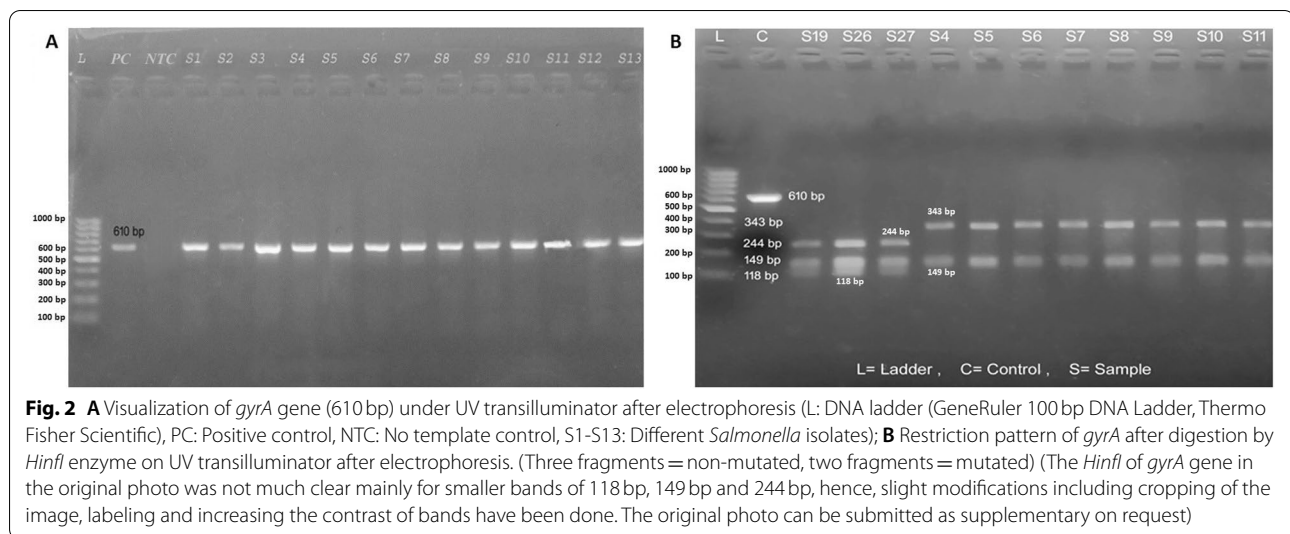 A
L PC NTC S1 S2 S3 S4 S5 S6 S7 S8 S9 S10 S11 S12 S13
1000 bp
610 bp
600 bp
500 bp
400 bp
300 bp
200 bp
100 bp
B
L C S19 S26 S27 S4 S5 S6 S7 S8 S9 S10 S11
1000 bp
600 bp 610 bp
500 bp
343 bp
400 bp 343 bp
300 bp
244 bp
244 bp
200 bp
149 bp
100 bp 118 bp 118 bp 149 bp
L= Ladder , C= Control , S= Sample
Fig. 2 A Visualization of gyrA gene (610 bp) under UV transilluminator after electrophoresis (L: DNA ladder (GeneRuler 100 bp DNA Ladder, Thermo
Fisher Scientific), PC: Positive control, NTC: No template control, S1-S13: Different Salmonella isolates); B Restriction pattern of gyrA after digestion by
HinfI enzyme on UV transilluminator after electrophoresis. (Three fragments = non-mutated, two fragments = mutated) (The HinfI of gyrA gene in
the original photo was not much clear mainly for smaller bands of 118 bp, 149 bp and 244 bp, hence, slight modifications including cropping of the
image, labeling and increasing the contrast of bands have been done. The original photo can be submitted as supplementary on request)